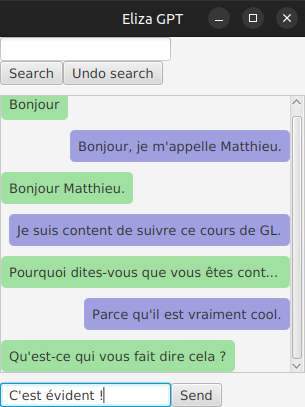 Eliza GPT
Search Undo search
Bonjour
Bonjour, je m'appelle Matthieu.
Bonjour Matthieu.
Je suis content de suivre ce cours de GL.
Pourquoi dites-vous que vous êtes cont...
Parce qu'il est vraiment cool.
Qu'est-ce qui vous fait dire cela ?
C'est évident ! Send